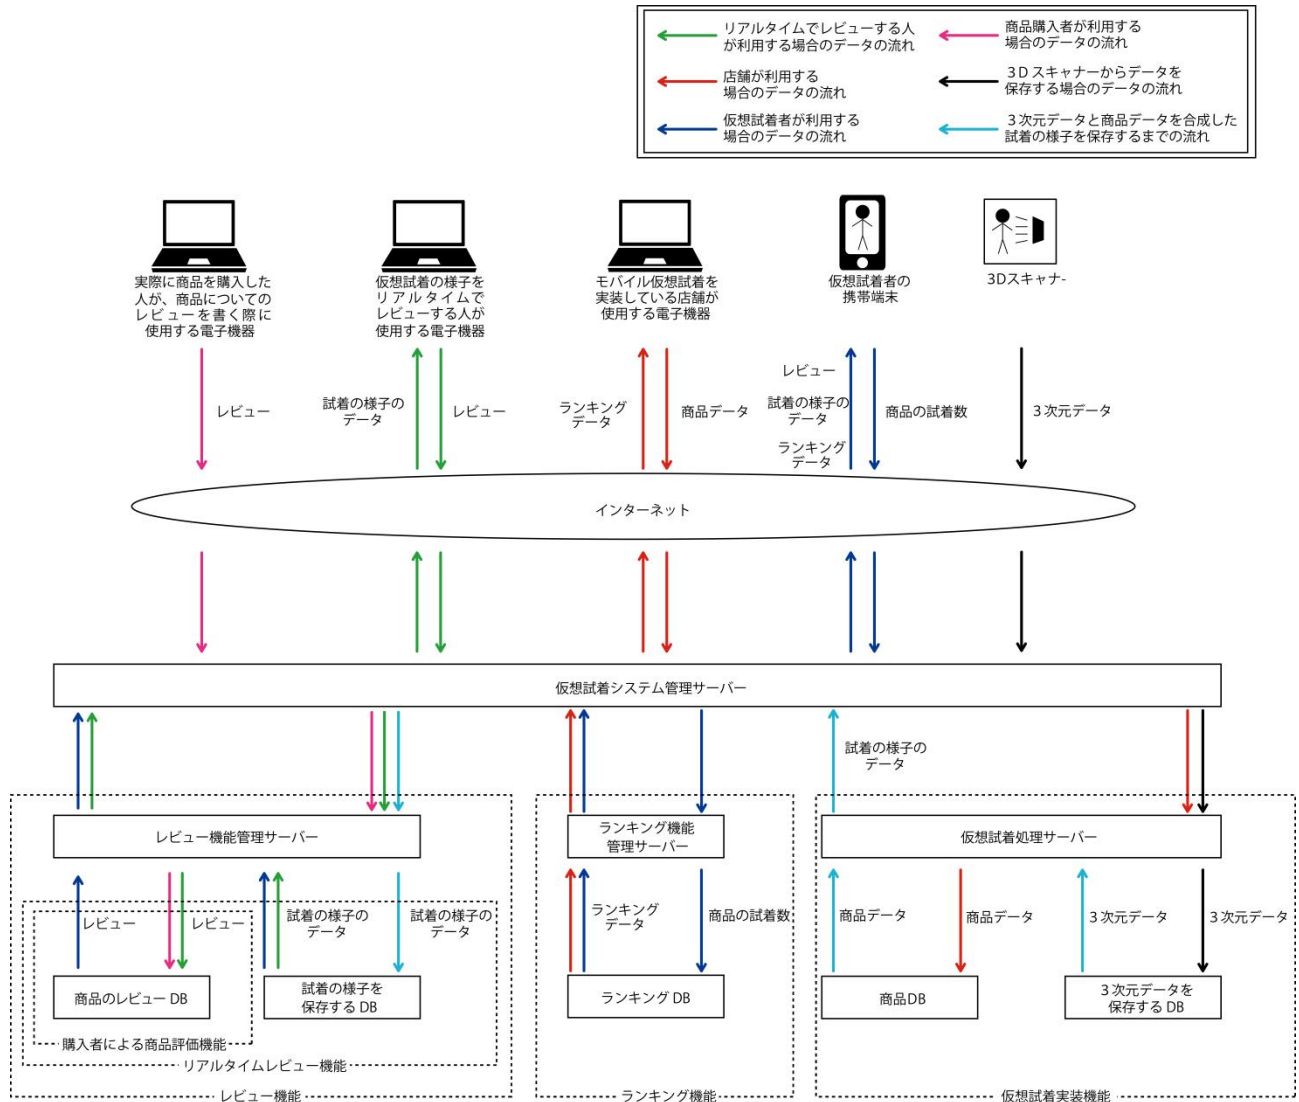 リアルタイムでレビューする人
が利用する場合のデータの流れ
店舗が利用する
場合のデータの流れ
仮想試着者が利用する
場合のデータの流れ
商品購入者が利用する
場合のデータの流れ
3Dスキャナーからデータを
保存する場合のデータの流れ
3次元データと商品データを合成した
試着の様子を保存するまでの流れ
実際に商品を購入した
人が、商品についての
レビューを書く際に
使用する電子機器
仮想試着の様子を
リアルタイムで
レビューする人が
使用する電子機器
モバイル仮想試着を
実装している店舗が
使用する電子機器
仮想試着者の
携帯端末
3Dスキャナー
レビュー
試着の様子の
データ
レビュー
ランキング
データ
商品データ
レビュー
試着の様子の
データ
ランキング
データ
商品の試着数
3次元データ
インターネット
仮想試着システム管理サーバー
試着の様子の
データ
レビュー機能管理サーバー
ランキング機能
管理サーバー
仮想試着処理サーバー
レビュー
レビュー
試着の様子の
データ
試着の様子の
データ
ランキング
データ
商品の試着数
商品データ
商品データ
3次元データ
3次元データ
商品のレビューDB
試着の様子を
保存するDB
ランキングDB
商品DB
3次元データを
保存するDB
購入者による商品評価機能
リアルタイムレビュー機能
レビュー機能
ランキング機能
仮想試着実装機能